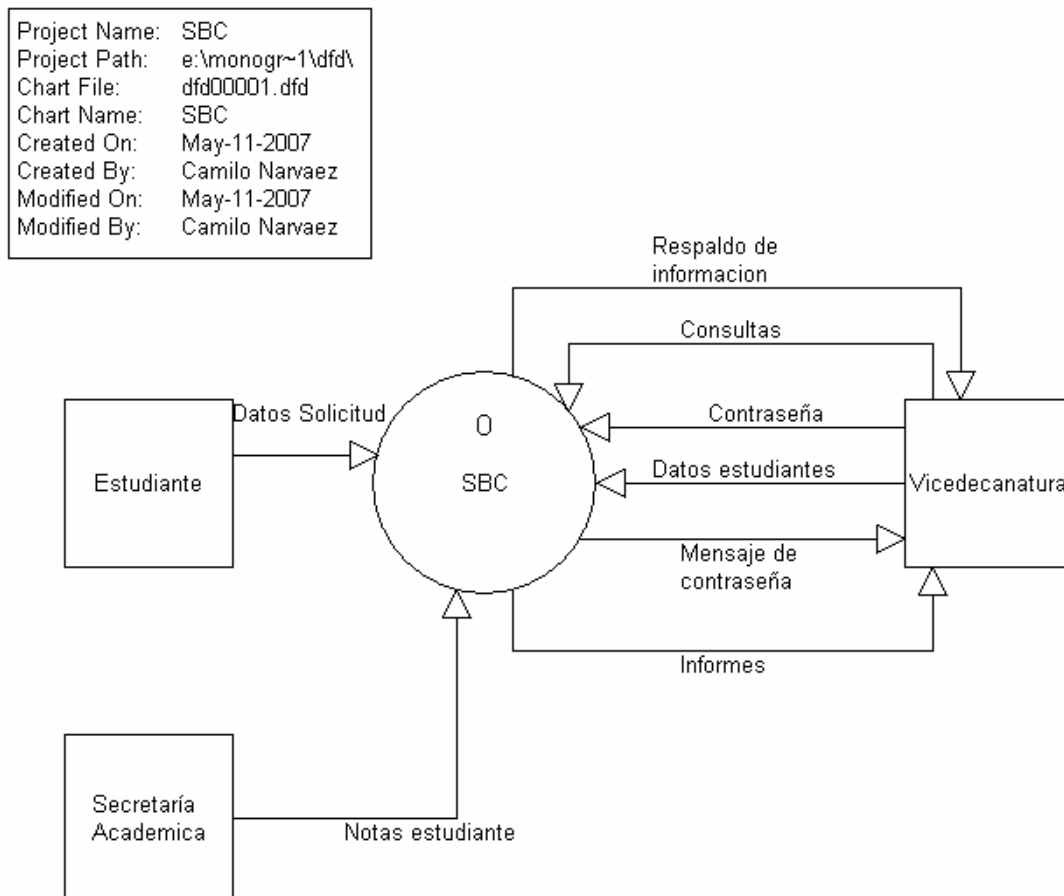 Project Name: SBC
Project Path: e:\monogr~1\dfd\
Chart File: dfd00001.dfd
Chart Name: SBC
Created On: May-11-2007
Created By: Camilo Narvaez
Modified On: May-11-2007
Modified By: Camilo Narvaez
Respaldo de
informacion
Consultas
Datos Solicitud
Contraseña
0
Estudiante
SBC
Datos estudiantes
Vicedecanatura
Mensaje de
contraseña
Informes
Secretaría
Academica
Notas estudiante